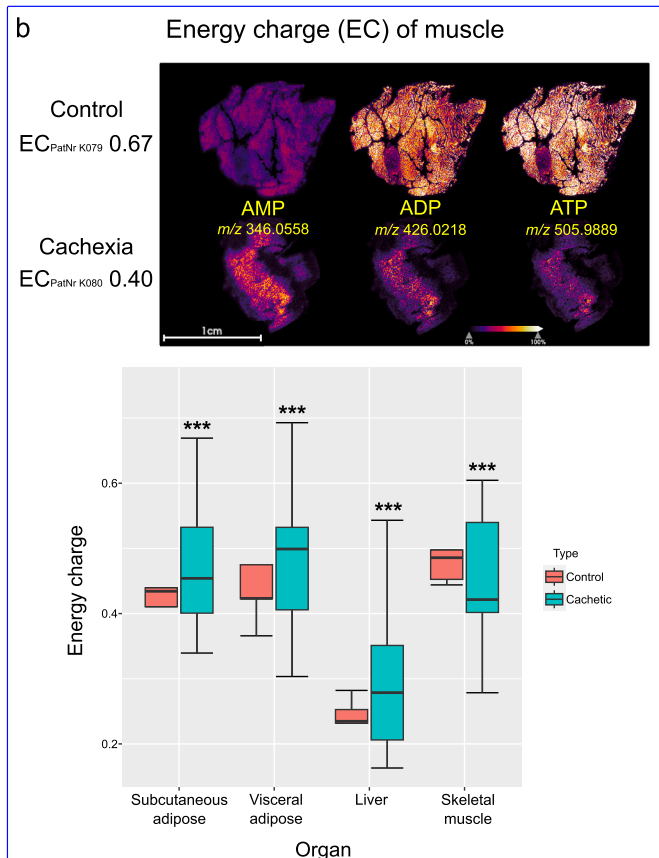 b
Energy charge (EC) of muscle
Control
ECPatNr K079 0.67
AMP
m/z 346.0558
ADP
m/z 426.0218
ATP
m/z 505.9889
Cachexia
ECPatNr K080 0.40
1cm
0%
100%
***
***
***
***
0.6
0.4
0.2
Energy charge
Type
Control
Cachetic
Subcutaneous
adipose
Visceral
adipose
Liver
Skeletal
muscle
Organ